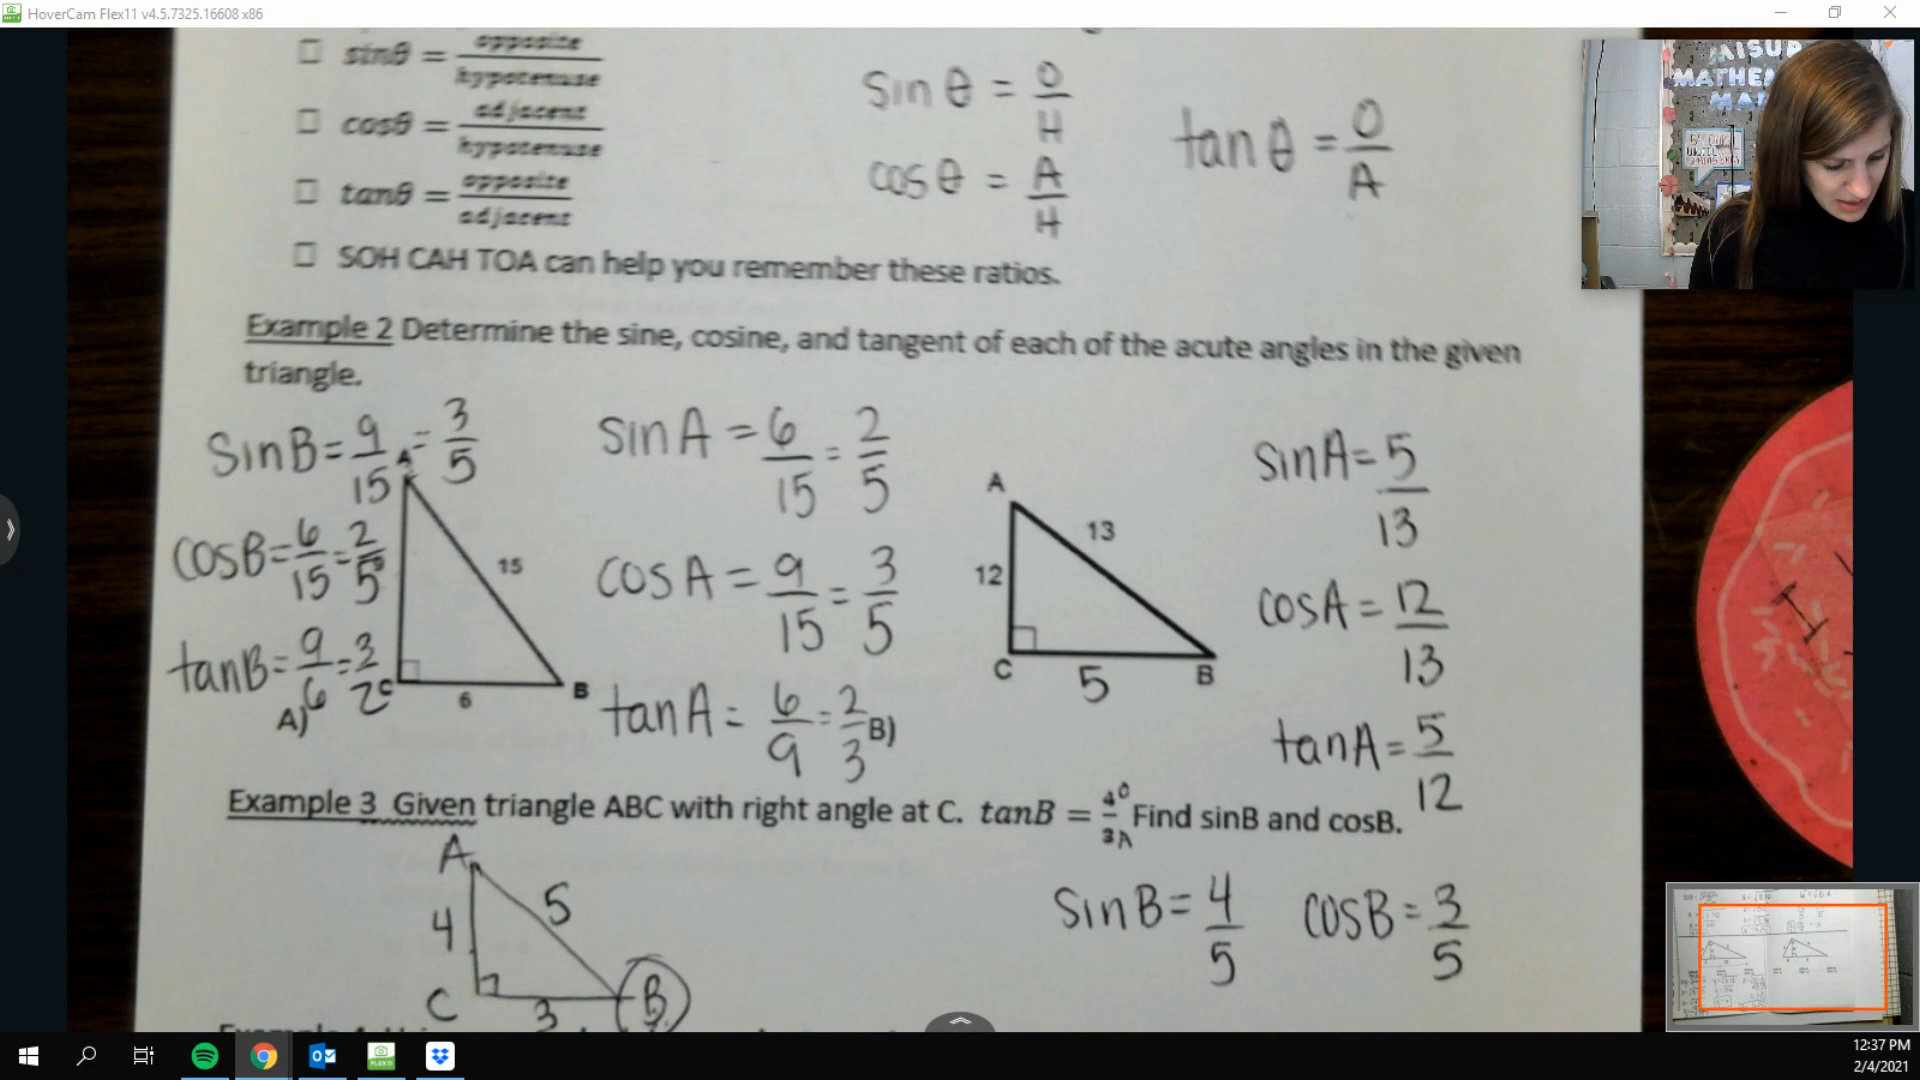 HoverCam Flex11 v4.5.7325.16608 x86
☐ sinθ = opposite/hypotenuse
☐ cosθ = adjacent/hypotenuse
☐ tanθ = opposite/adjacent
☐ SOH CAH TOA can help you remember these ratios.
Sin θ = O/H
cos θ = A/H
tan θ = O/A
Example 2 Determine the sine, cosine, and tangent of each of the acute angles in the given
triangle.
SinB = 9/15 = 3/5
cosB = 6/15 = 2/5
tanB = 9/6 = 3/2
A)
A
15
C
6
B
sin A = 6/15 = 2/5
cos A = 9/15 = 3/5
tan A = 6/9 = 2/3
B)
A
13
12
C
5
B
sinA = 5/13
cosA = 12/13
tanA = 5/12
Example 3 Given triangle ABC with right angle at C. tanB = 4/3 O A Find sinB and cosB.
A
4
5
C
3
B
SinB = 4/5 cosB = 3/5
12:37 PM
2/4/2021